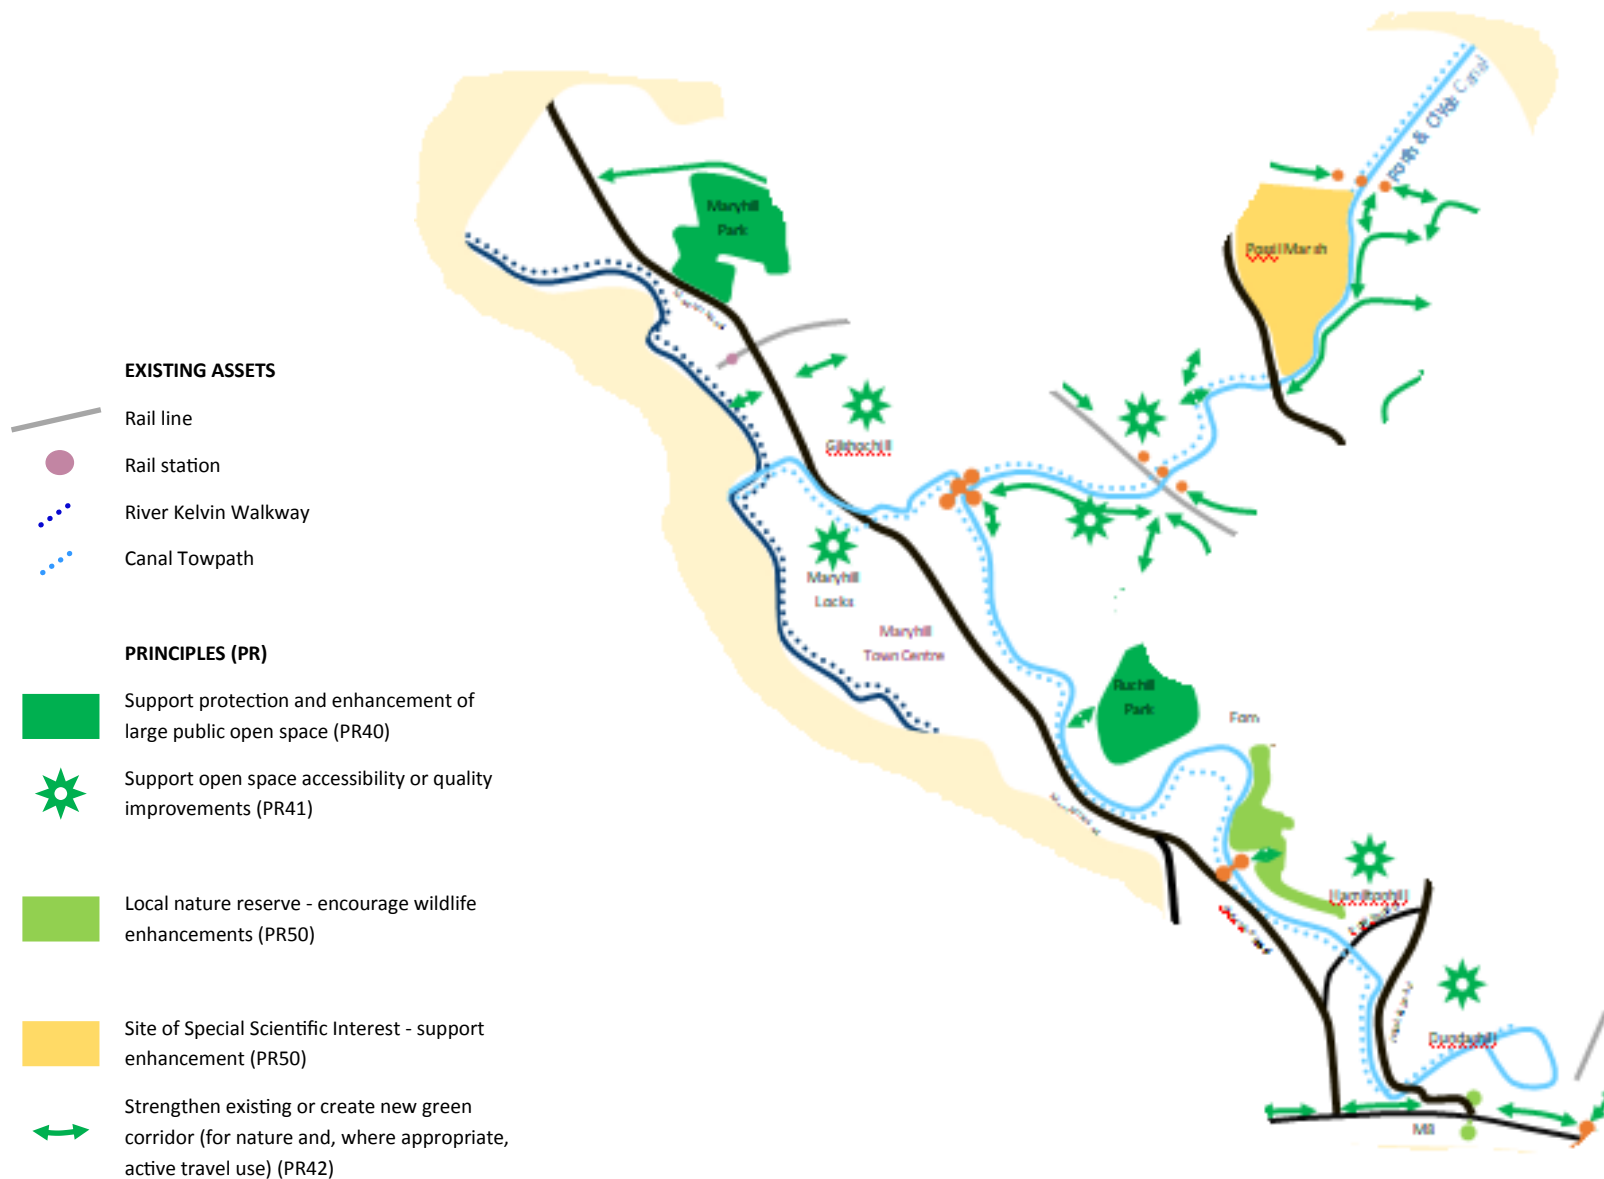 EXISTING ASSETS
Rail line
Rail station
River Kelvin Walkway
Canal Towpath
PRINCIPLES (PR)
Support protection and enhancement of
large public open space (PR40)
Support open space accessibility or quality
improvements (PR41)
Local nature reserve - encourage wildlife
enhancements (PR50)
Site of Special Scientific Interest - support
enhancement (PR50)
Strengthen existing or create new green
corridor (for nature and, where appropriate,
active travel use) (PR42)
Maryhill
Park
Forth & Clyde Canal
Possil Marsh
Gilshochill
Maryhill
Locks
Maryhill
Town Centre
Ruchill
Park
Hamiltonhill
Dundashill
M8